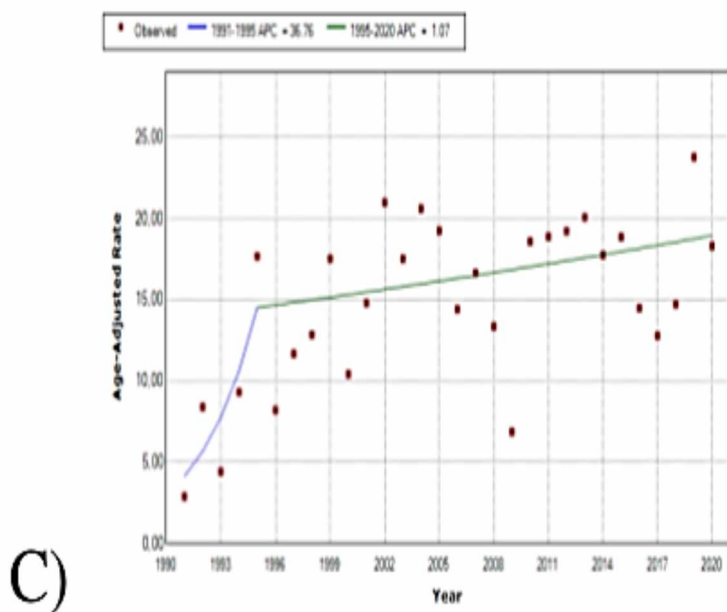 Observed 1991-1995 APC = 36.76 1995-2020 APC = 1.07
25.00
20.00
15.00
10.00
5.00
0.00
Age-Adjusted Rate
1990 1993 1996 1999 2002 2005 2008 2011 2014 2017 2020
Year
C)